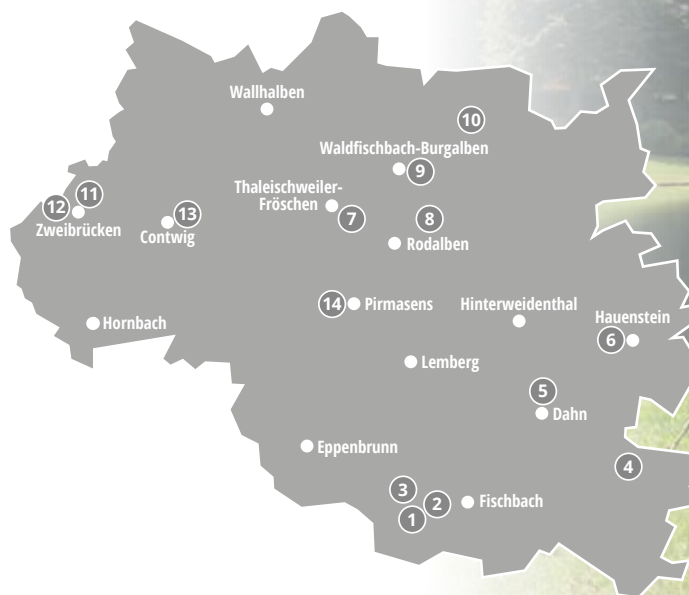 Wallhalben
10
Waldfischbach-Burgalben
9
Thaleischweiler-
Fröschen
7
8
Rodalben
12
11
Zweibrücken
13
Contwig
14
Pirmasens
Hinterweidenthal
Hauenstein
6
Hornbach
Lemberg
5
Dahn
Eppenbrunn
4
3
2
1
Fischbach